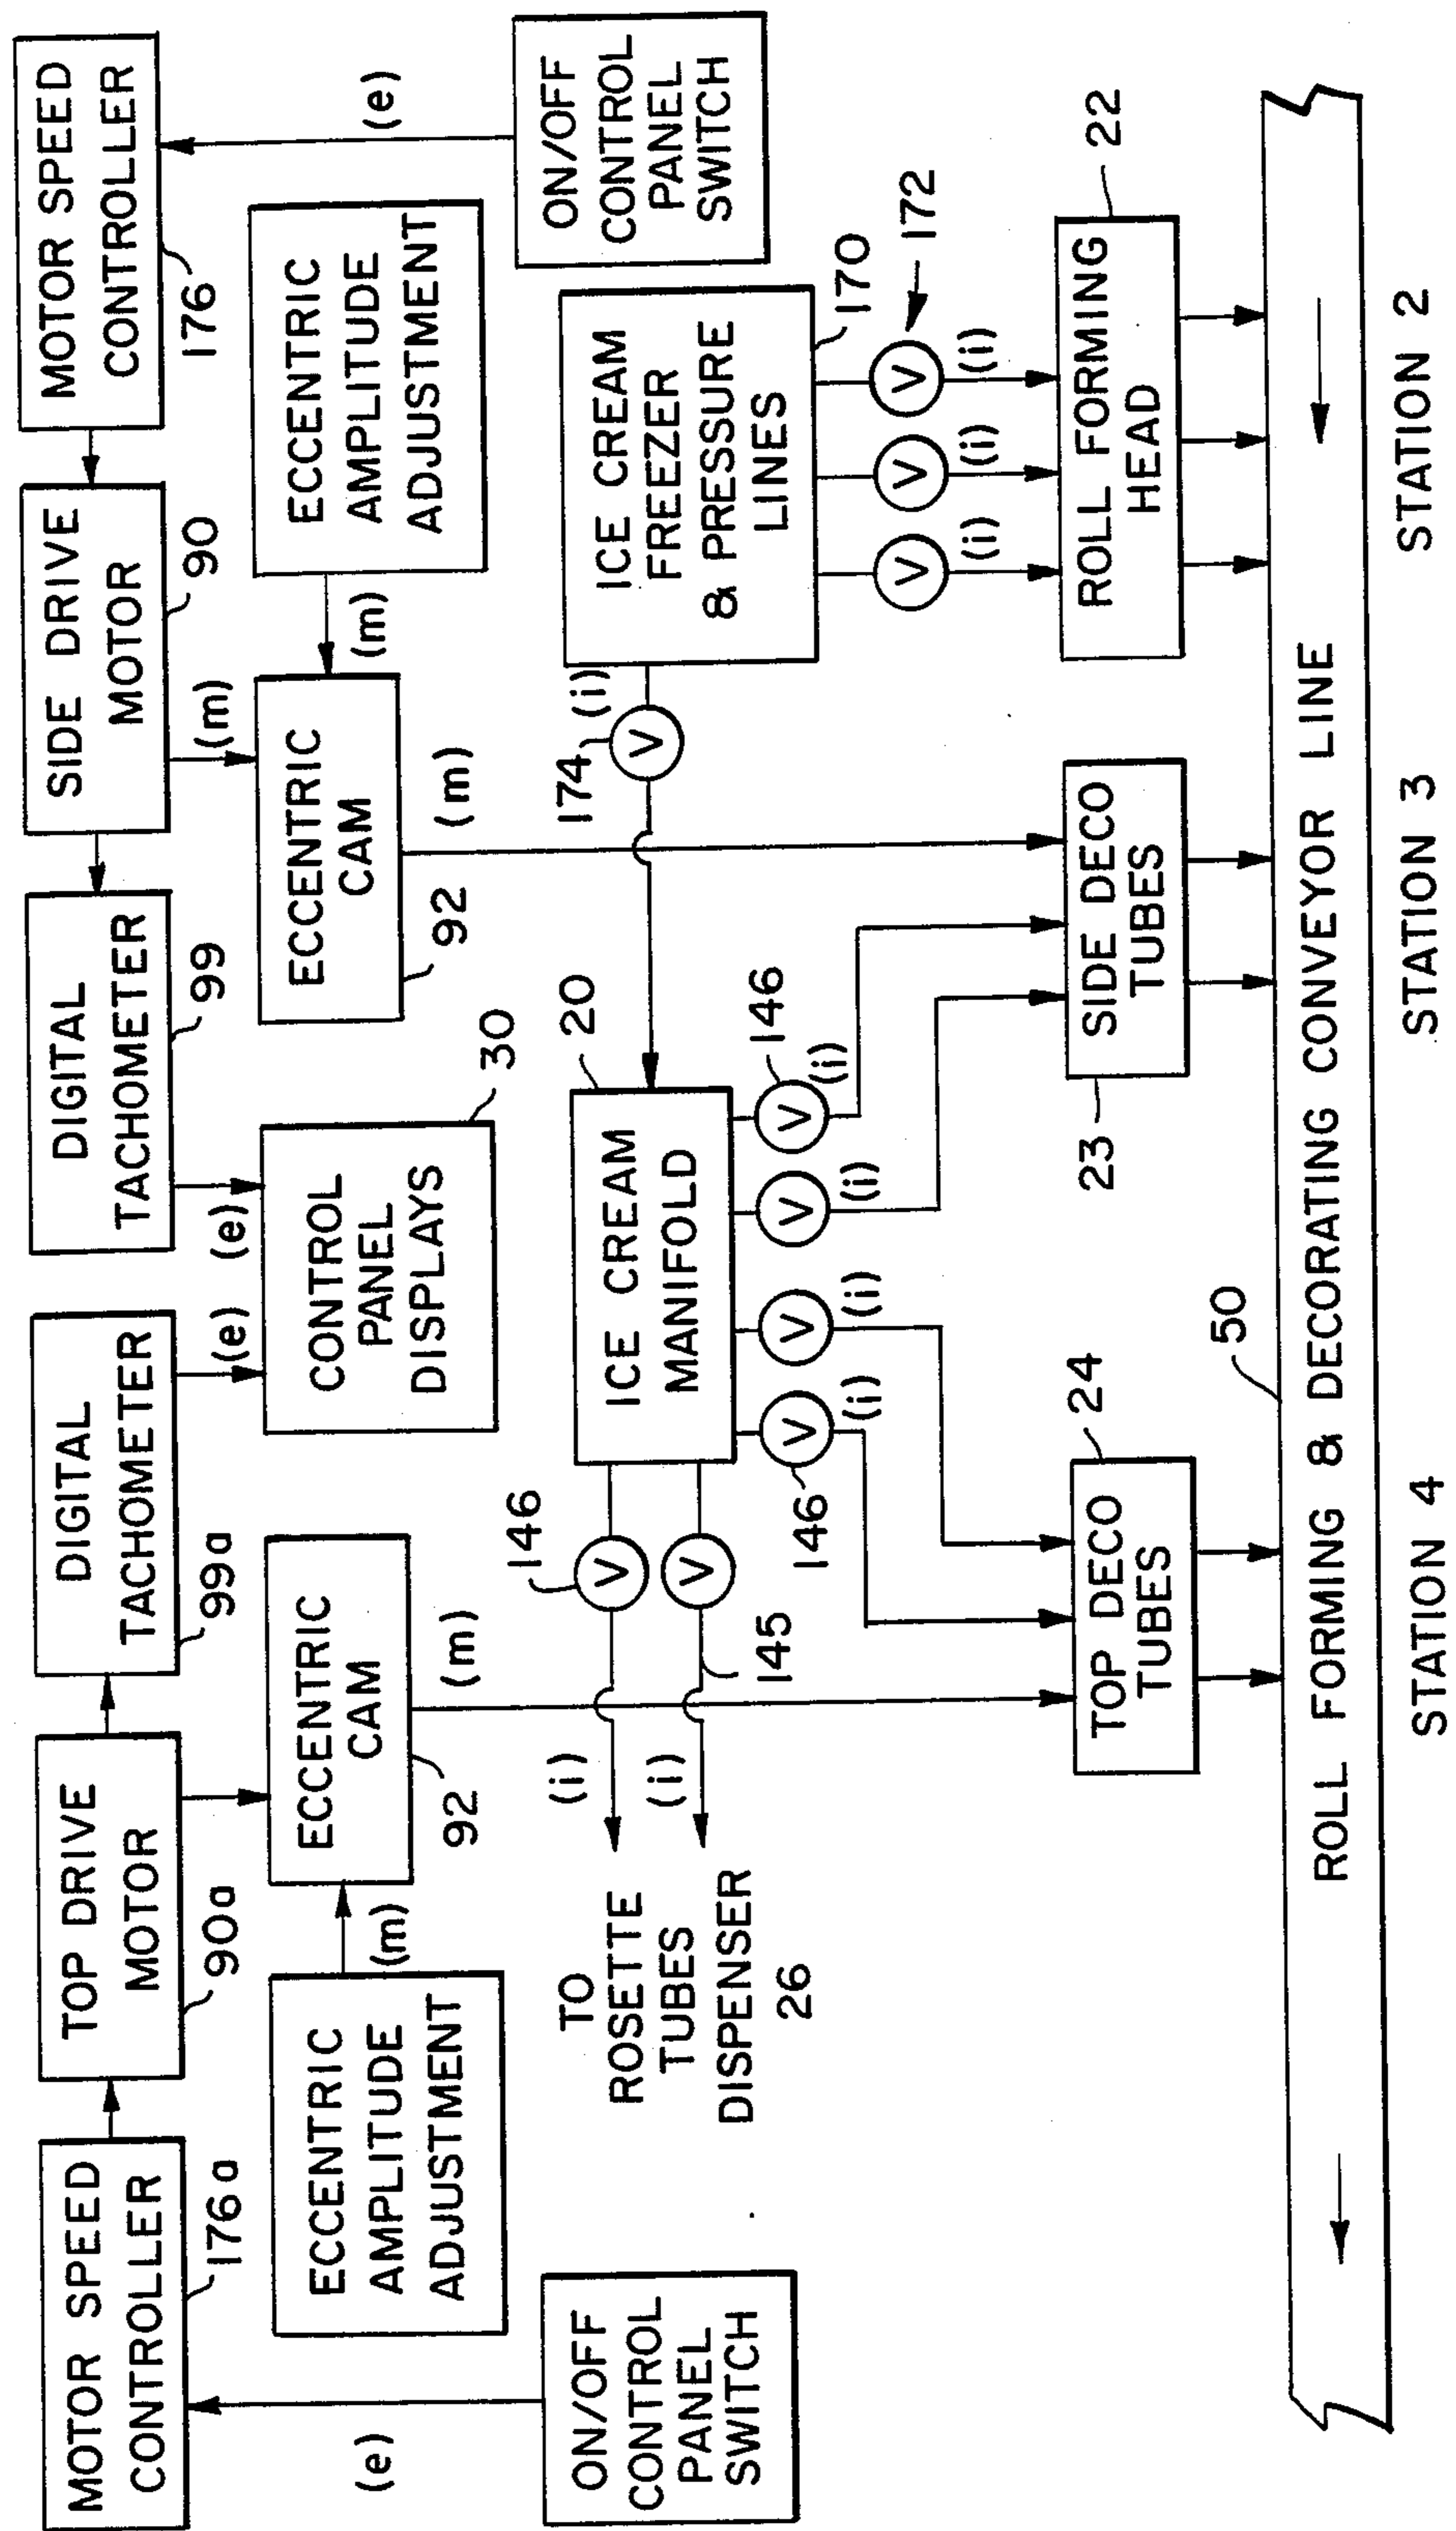 MOTOR SPEED
CONTROLLER
176a
TOP DRIVE
MOTOR
90a
DIGITAL
TACHOMETER
99a
DIGITAL
TACHOMETER
99
SIDE DRIVE
MOTOR
90
MOTOR SPEED
CONTROLLER
176
(e)
ECCENTRIC
AMPLITUDE
ADJUSTMENT
(m)
ECCENTRIC
CAM
92
(m)
(e)
(e)
CONTROL
PANEL
DISPLAYS
30
(m)
ECCENTRIC
CAM
92
(m)
(m)
ECCENTRIC
AMPLITUDE
ADJUSTMENT
(e)
ON/OFF
CONTROL
PANEL
SWITCH
ON/OFF
CONTROL
PANEL
SWITCH
TO
ROSETTE
TUBES
DISPENSER
26
(i)
(i)
146
V
V
145
ICE CREAM
MANIFOLD
20
174
V
(i)
ICE CREAM
FREEZER
& PRESSURE
LINES
170
146
V
(i)
V
(i)
V
(i)
V
(i)
146
V
(i)
V
(i)
V
(i)
172
TOP DECO
TUBES
24
SIDE DECO
TUBES
23
ROLL FORMING
HEAD
22
50
ROLL FORMING & DECORATING CONVEYOR LINE
STATION 4
STATION 3
STATION 2